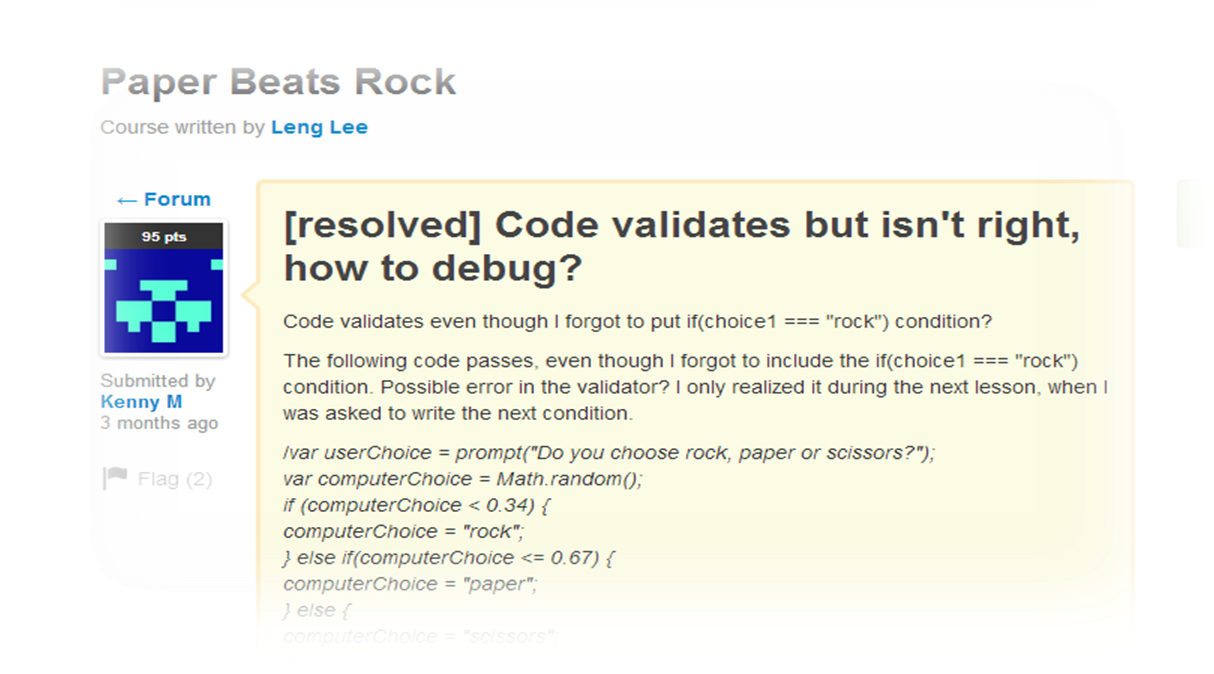 Paper Beats Rock
Course written by Leng Lee
← Forum
95 pts
Submitted by
Kenny M
3 months ago
Flag (2)
[resolved] Code validates but isn't right,
how to debug?
Code validates even though I forgot to put if(choice1 === "rock") condition?
The following code passes, even though I forgot to include the if(choice1 === "rock")
condition. Possible error in the validator? I only realized it during the next lesson, when I
was asked to write the next condition.
/var userChoice = prompt("Do you choose rock, paper or scissors?");
var computerChoice = Math.random();
if (computerChoice < 0.34) {
computerChoice = "rock";
} else if(computerChoice <= 0.67) {
computerChoice = "paper";
} else {
computerChoice = "scissors";